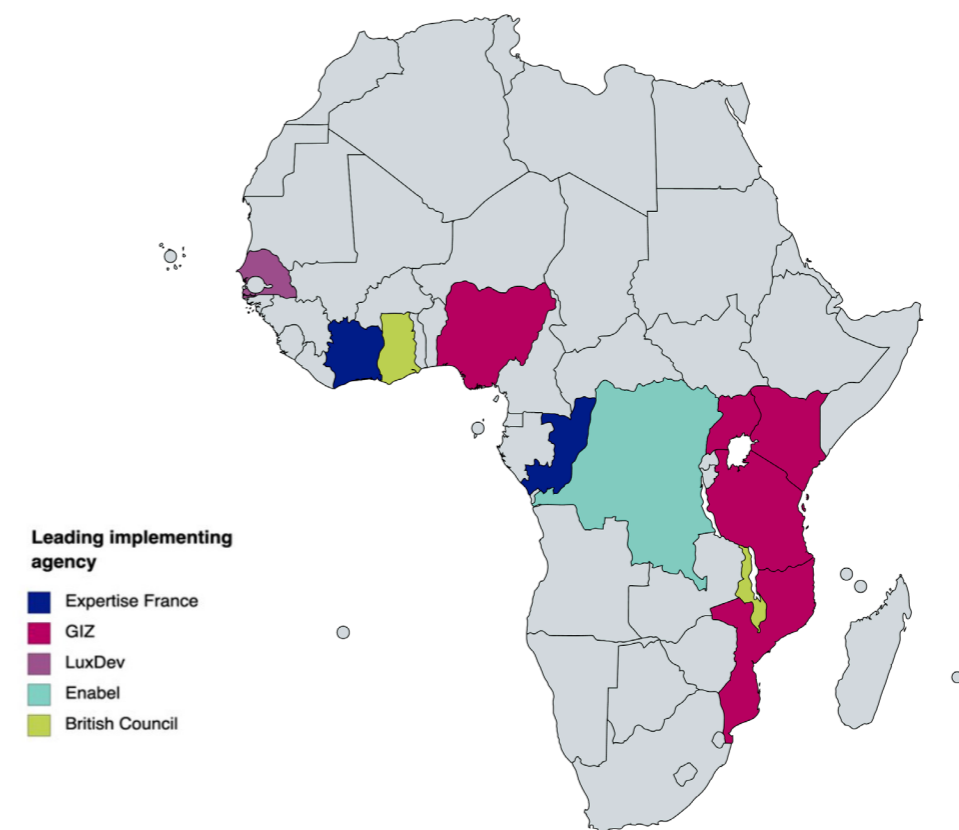 Leading implementing
agency
Expertise France
GIZ
LuxDev
Enabel
British Council